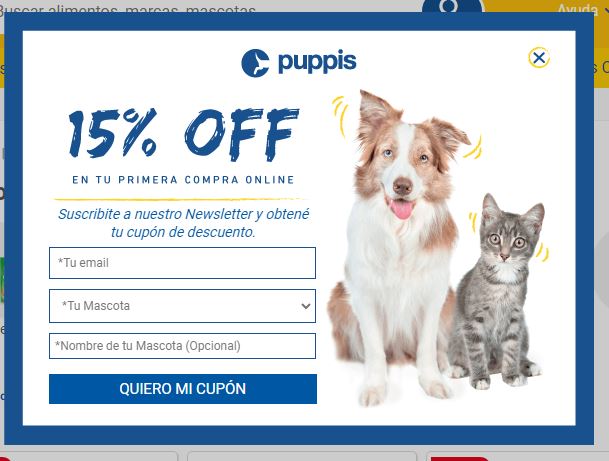 Buscar alimentos, marcas, mascotas
Ayuda
puppis
15% OFF
EN TU PRIMERA COMPRA ONLINE
Suscribite a nuestro Newsletter y obtené
tu cupón de descuento.
*Tu email
*Tu Mascota
*Nombre de tu Mascota (Opcional)
QUIERO MI CUPÓN